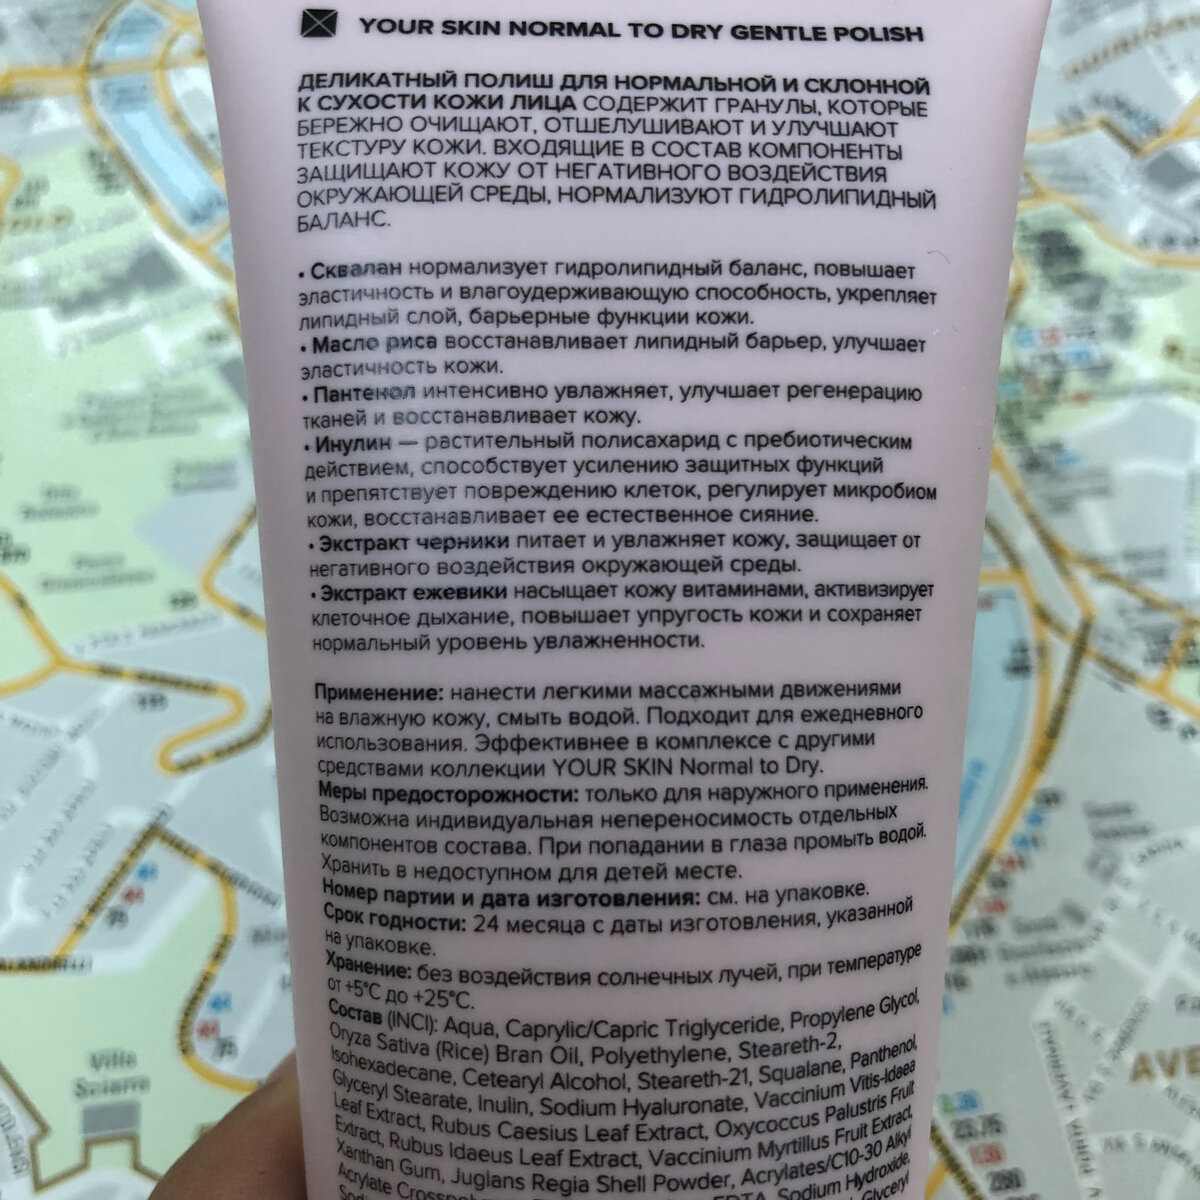 YOUR SKIN NORMAL TO DRY GENTLE POLISH
ДЕЛИКАТНЫЙ ПОЛИШ ДЛЯ НОРМАЛЬНОЙ И СКЛОННОЙ
К СУХОСТИ КОЖИ ЛИЦА СОДЕРЖИТ ГРАНУЛЫ, КОТОРЫЕ
БЕРЕЖНО ОЧИЩАЮТ, ОТШЕЛУШИВАЮТ И УЛУЧШАЮТ
ТЕКСТУРУ КОЖИ. ВХОДЯЩИЕ В СОСТАВ КОМПОНЕНТЫ
ЗАЩИЩАЮТ КОЖУ ОТ НЕГАТИВНОГО ВОЗДЕЙСТВИЯ
ОКРУЖАЮЩЕЙ СРЕДЫ, НОРМАЛИЗУЮТ ГИДРОЛИПИДНЫЙ
БАЛАНС.
• Сквалан нормализует гидролипидный баланс, повышает
эластичность и влагоудерживающую способность, укрепляет
липидный слой, барьерные функции кожи.
• Масло риса восстанавливает липидный барьер, улучшает
эластичность кожи.
• Пантенол интенсивно увлажняет, улучшает регенерацию
тканей и восстанавливает кожу.
• Инулин — растительный полисахарид с пребиотическим
действием, способствует усилению защитных функций
и препятствует повреждению клеток, регулирует микробиом
кожи, восстанавливает ее естественное сияние.
• Экстракт черники питает и увлажняет кожу, защищает от
негативного воздействия окружающей среды.
• Экстракт ежевики насыщает кожу витаминами, активизирует
клеточное дыхание, повышает упругость кожи и сохраняет
нормальный уровень увлажненности.
Применение: нанести легкими массажными движениями
на влажную кожу, смыть водой. Подходит для ежедневного
использования. Эффективнее в комплексе с другими
средствами коллекции YOUR SKIN Normal to Dry.
Меры предосторожности: только для наружного применения.
Возможна индивидуальная непереносимость отдельных
компонентов состава. При попадании в глаза промыть водой.
Хранить в недоступном для детей месте.
Номер партии и дата изготовления: см. на упаковке.
Срок годности: 24 месяца с даты изготовления, указанной
на упаковке.
Хранение: без воздействия солнечных лучей, при температуре
от +5°C до +25°C.
Состав (INCI): Aqua, Caprylic/Capric Triglyceride, Propylene Glycol,
Oryza Sativa (Rice) Bran Oil, Polyethylene, Steareth-2,
Isohexadecane, Cetearyl Alcohol, Steareth-21, Squalane, Panthenol,
Glyceryl Stearate, Inulin, Sodium Hyaluronate, Vaccinium Vitis-Idaea
Leaf Extract, Rubus Caesius Leaf Extract, Oxycoccus Palustris Fruit
Extract, Rubus Idaeus Leaf Extract, Vaccinium Myrtillus Fruit Extract,
Xanthan Gum, Juglans Regia Shell Powder, Acrylates/C10-30 Alkyl
Acrylate EDTA, Sodium Hydroxide,
Glyceryl
Villa
Sciarra
AVE